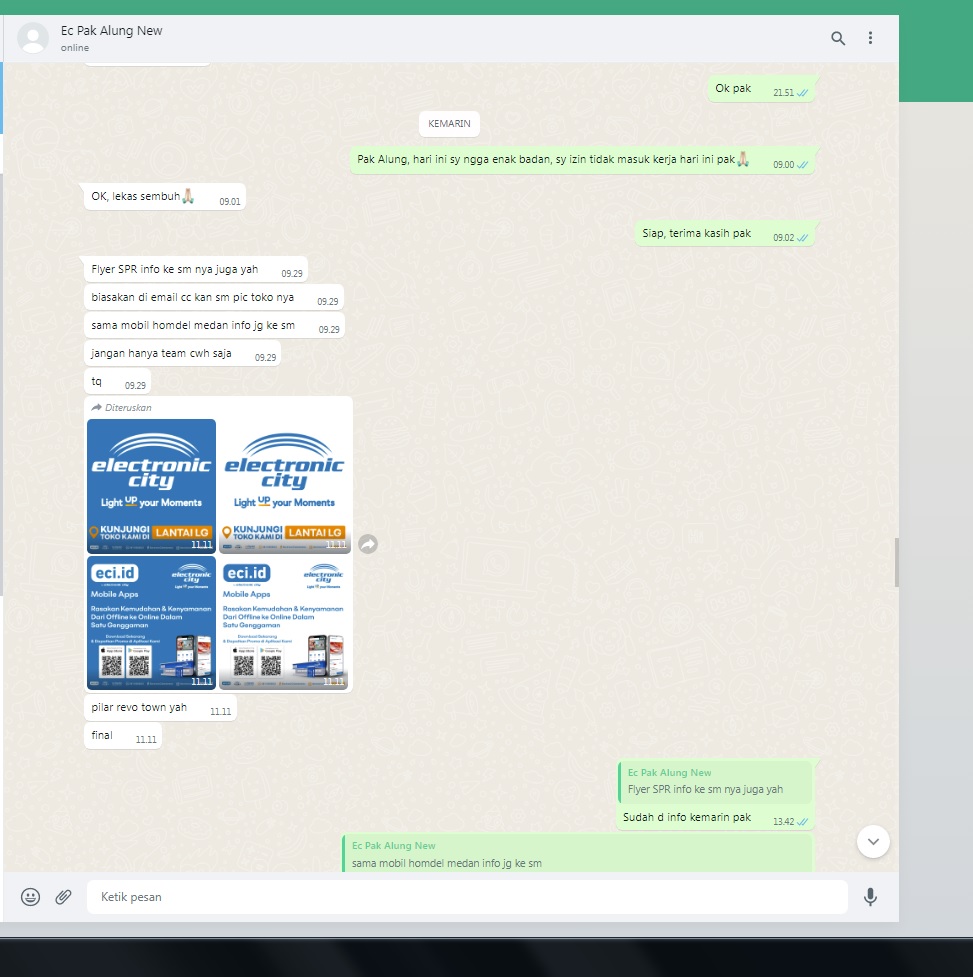 Ec Pak Alung New
online
Ok pak
21.51
KEMARIN
Pak Alung, hari ini sy ngga enak badan, sy izin tidak masuk kerja hari ini pak🙏🏼
09.00
OK, lekas sembuh🙏🏼
09.01
Siap, terima kasih pak
09.02
Flyer SPR info ke sm nya juga yah
09.29
biasakan di email cc kan sm pic toko nya
09.29
sama mobil homdel medan info jg ke sm
09.29
jangan hanya team cwh saja
09.29
tq
09.29
Diteruskan
electronic
city
Light UP your Moments
KUNJUNGI
TOKO KAMI DI
LANTAI LG
11.11
electronic
city
Light UP your Moments
KUNJUNGI
TOKO KAMI DI
LANTAI LG
11.11
eci.id
electronic
city
Mobile Apps
Rasakan Kemudahan & Kenyamanan
Dari Offline ke Online Dalam
Satu Genggaman
Download Sekarang
11.11
eci.id
electronic
city
Mobile Apps
Rasakan Kemudahan & Kenyamanan
Dari Offline ke Online Dalam
Satu Genggaman
Download Sekarang
11.11
pilar revo town yah
11.11
final
11.11
Ec Pak Alung New
Flyer SPR info ke sm nya juga yah
Sudah d info kemarin pak
13.42
Ec Pak Alung New
sama mobil homdel medan info jg ke sm
Ketik pesan